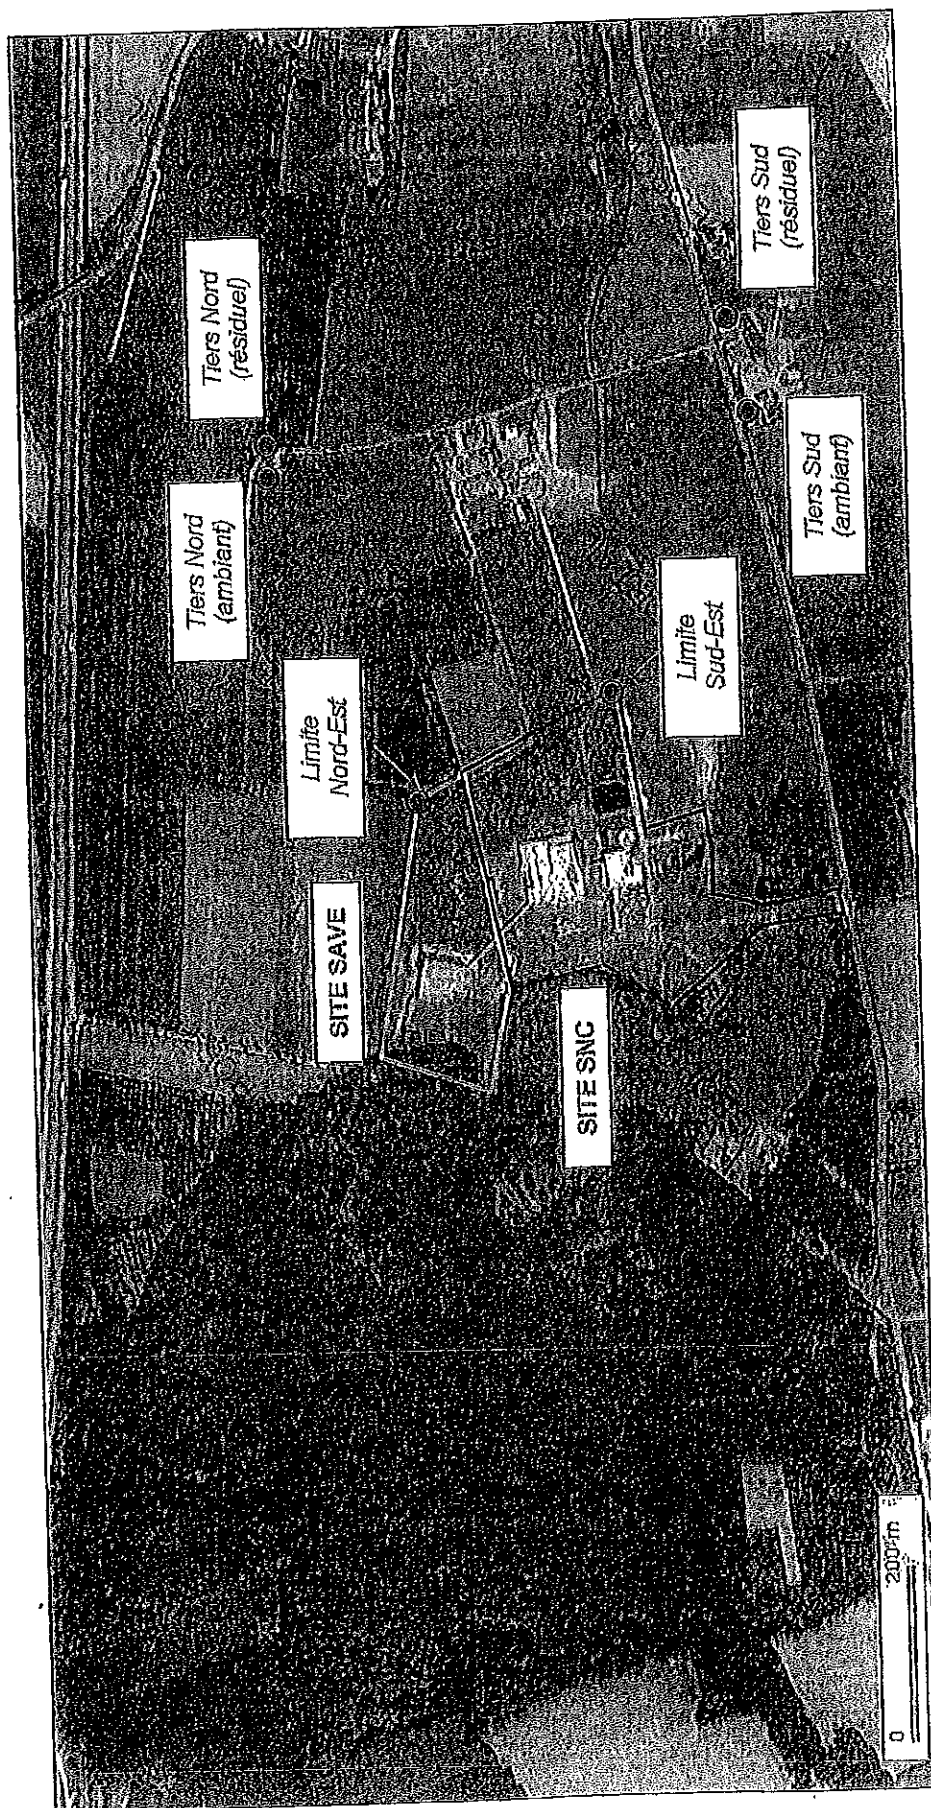 Tiers Nord
(résiduel)
Tiers Nord
(ambiant)
Limite
Nord-Est
SITE SAVE
SITE SNC
Limite
Sud-Est
Tiers Sud
(résiduel)
Tiers Sud
(ambiant)
0
200 m